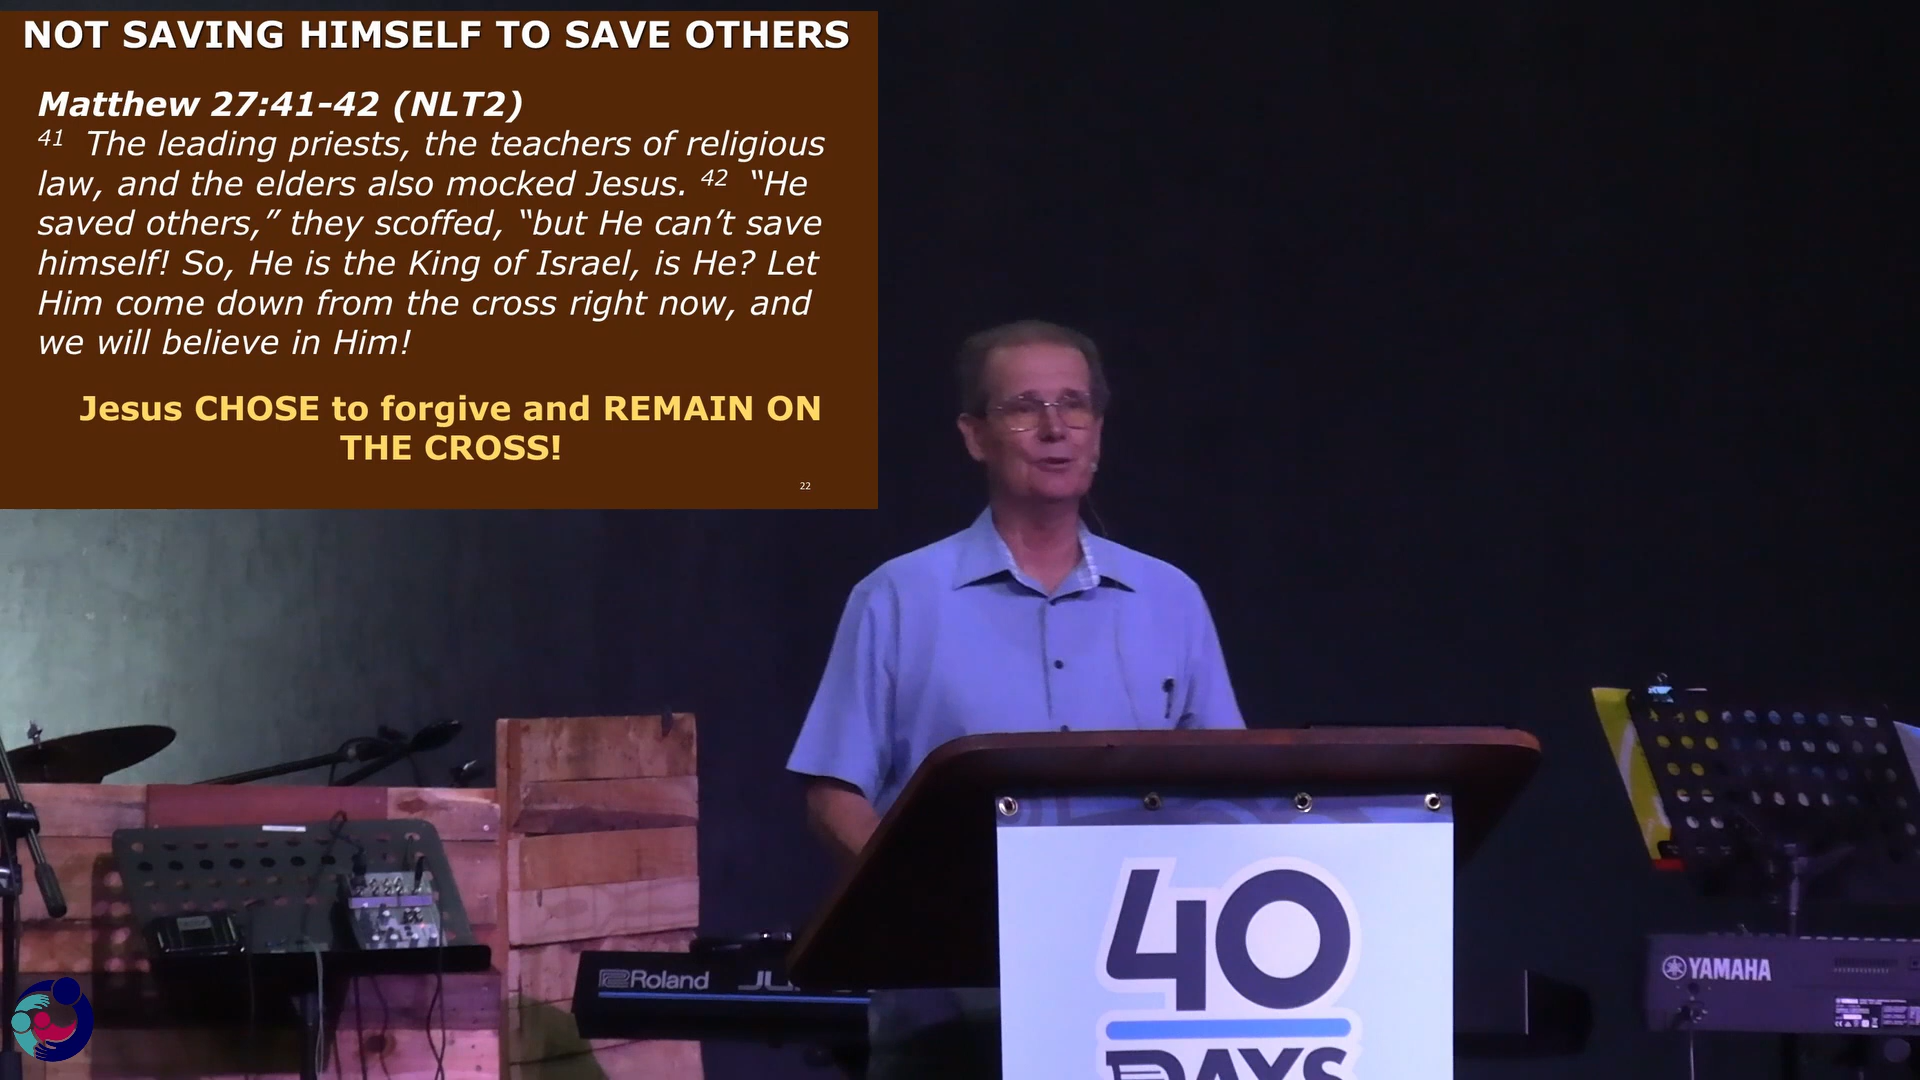 NOT SAVING HIMSELF TO SAVE OTHERS
Matthew 27:41-42 (NLT2)
41 The leading priests, the teachers of religious
law, and the elders also mocked Jesus. 42 “He
saved others,” they scoffed, “but He can’t save
himself! So, He is the King of Israel, is He? Let
Him come down from the cross right now, and
we will believe in Him!
Jesus CHOSE to forgive and REMAIN ON
THE CROSS!
22
Roland
YAMAHA
40
DAYS